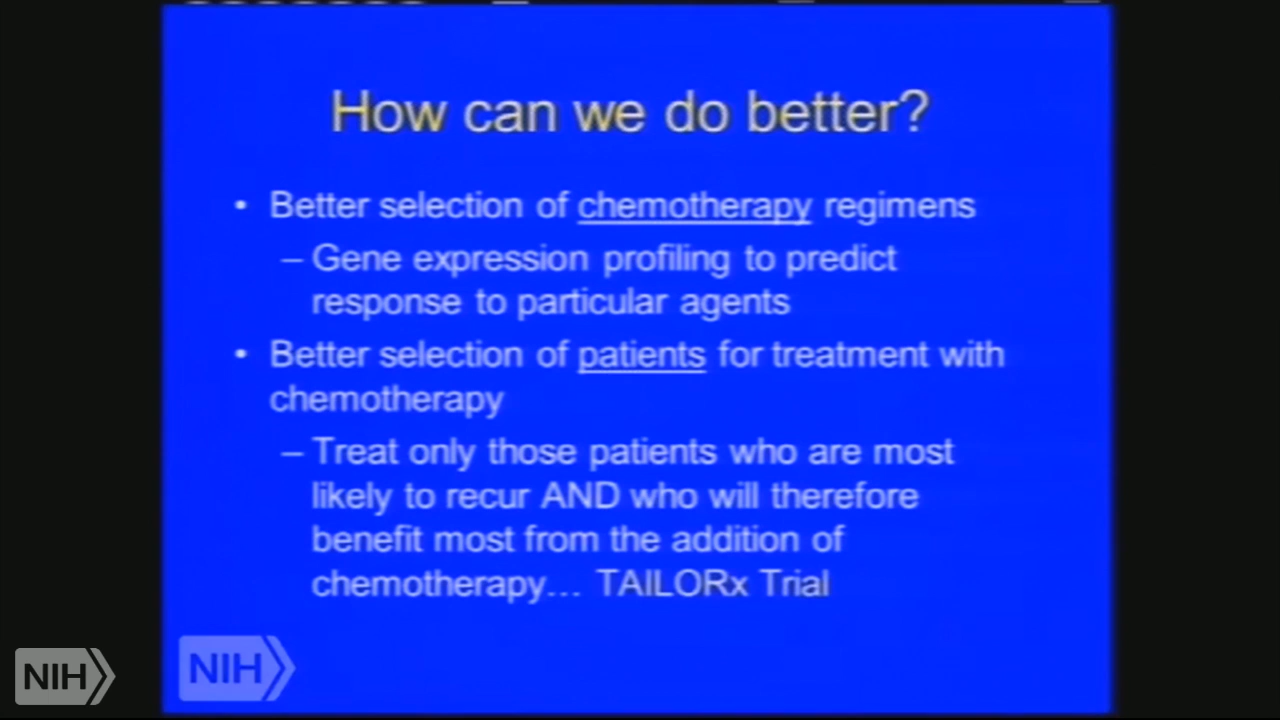 How can we do better?
• Better selection of chemotherapy regimens
– Gene expression profiling to predict
response to particular agents
• Better selection of patients for treatment with
chemotherapy
– Treat only those patients who are most
likely to recur AND who will therefore
benefit most from the addition of
chemotherapy... TAILORx Trial
NIH
NIH